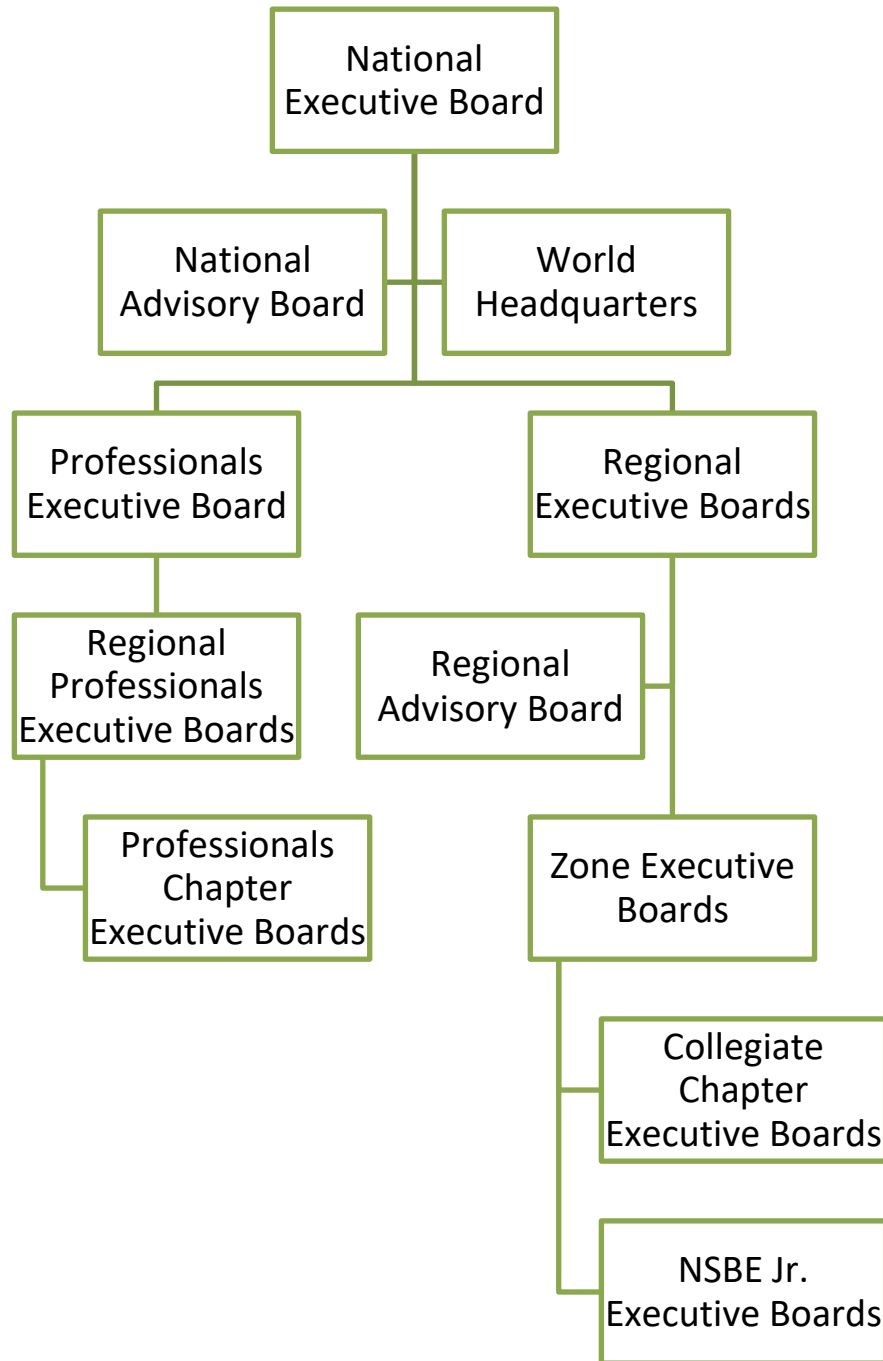 National
Executive Board
National
Advisory Board
World
Headquarters
Professionals
Executive Board
Regional
Executive Boards
Regional
Professionals
Executive Boards
Regional
Advisory Board
Professionals
Chapter
Executive Boards
Zone Executive
Boards
Collegiate
Chapter
Executive Boards
NSBE Jr.
Executive Boards